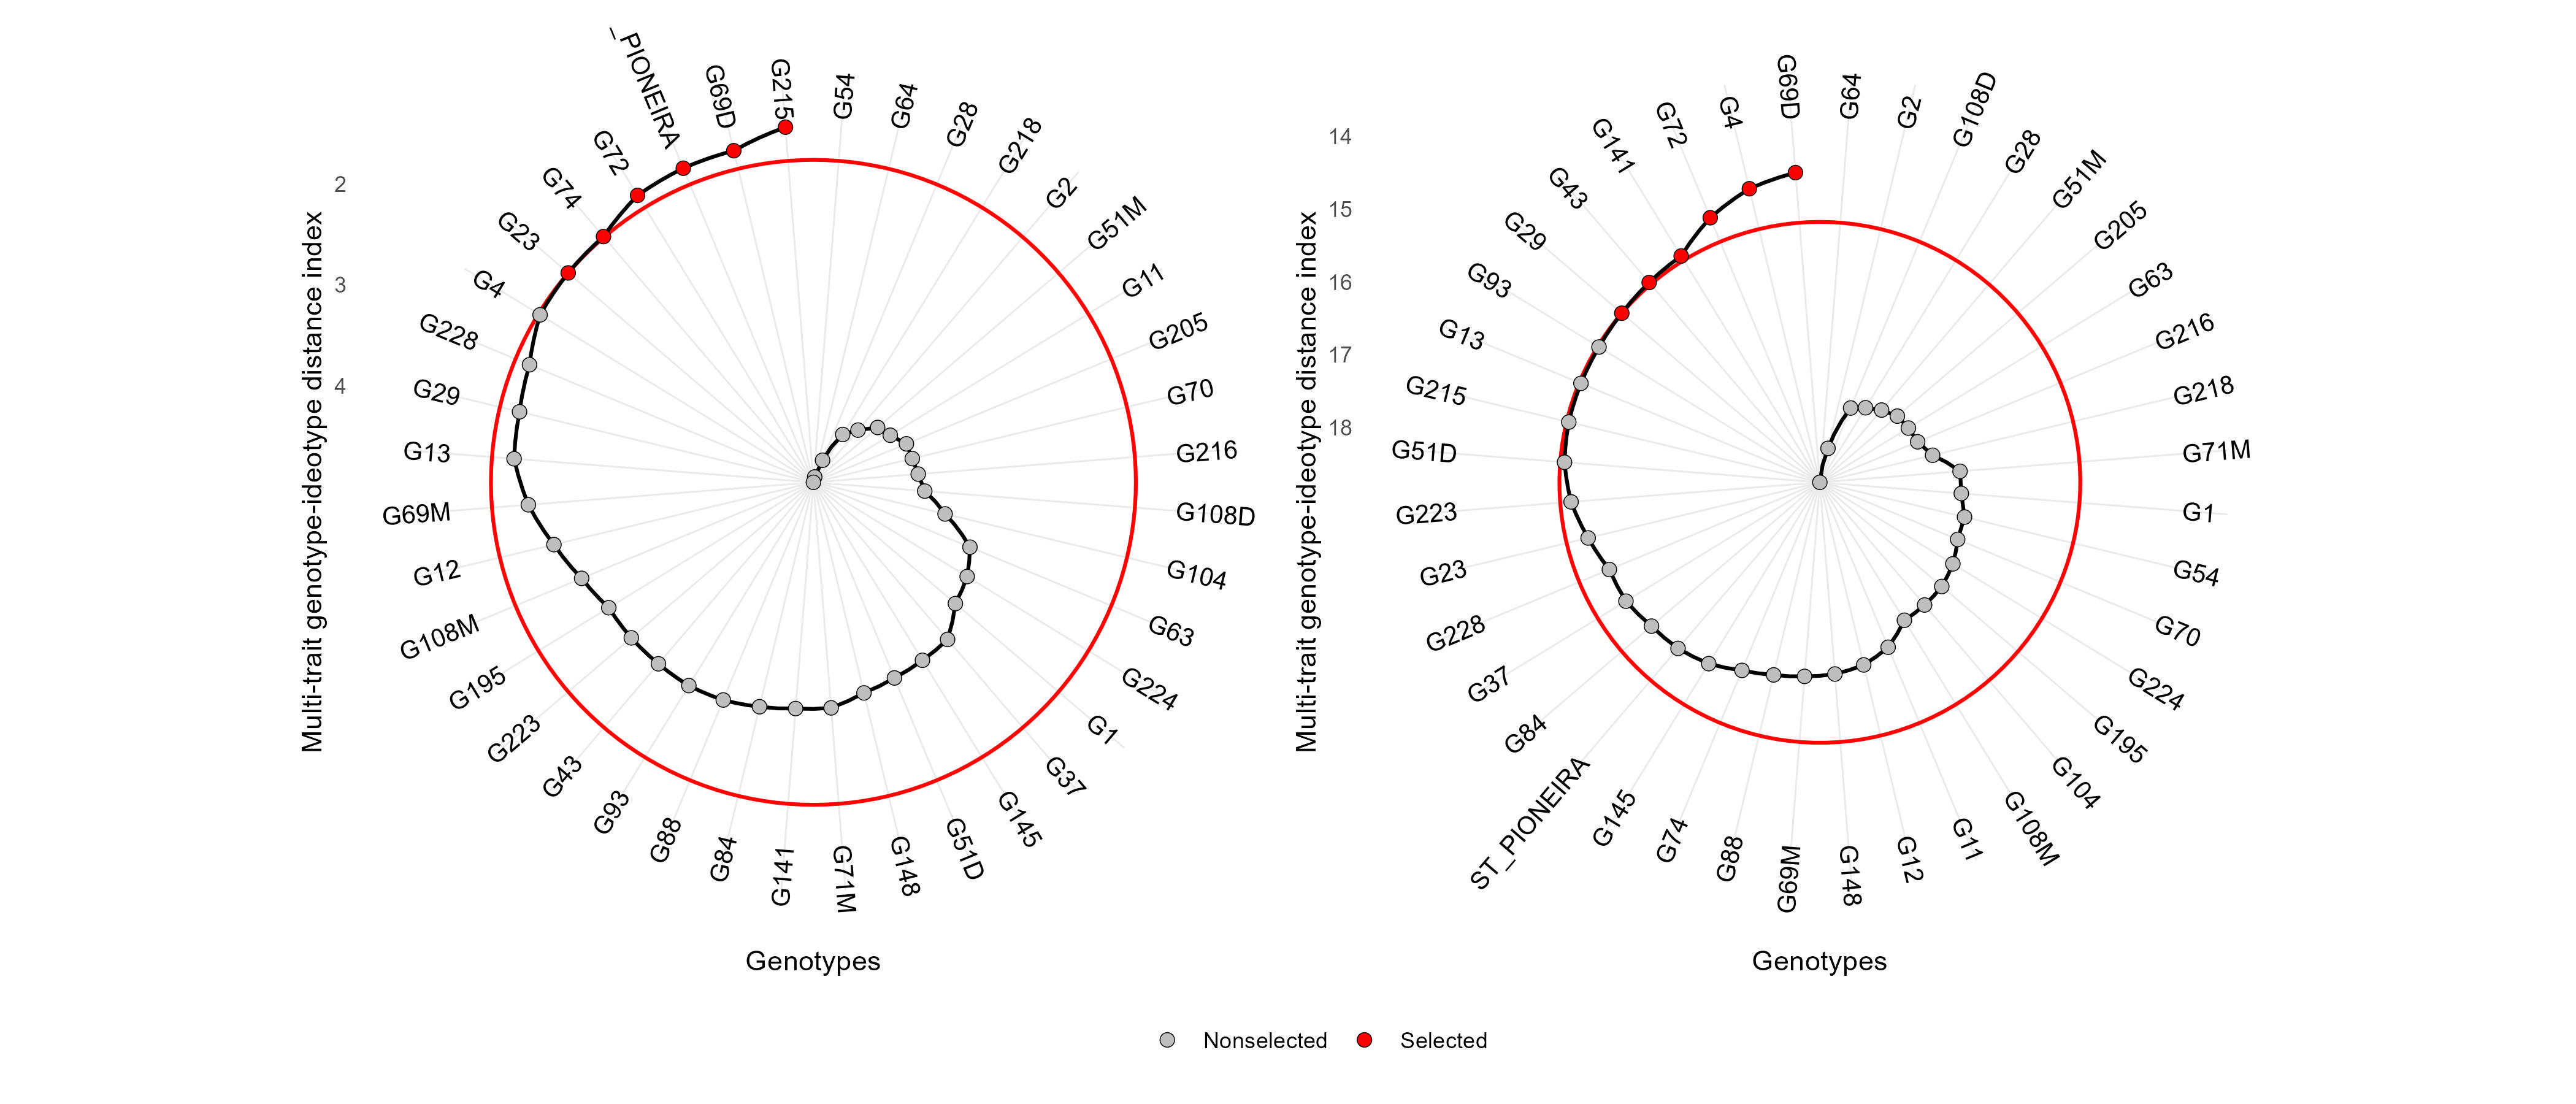 Multi-trait genotype-ideotype distance index
2
3
4
G54
G64
G28
G218
G2
G51M
G11
G205
G70
G216
G108D
G104
G63
G224
G1
G37
G145
G51D
G148
G71M
G141
G84
G88
G93
G43
G223
G195
G108M
G12
G69M
G13
G29
G228
G4
G23
G74
G72
_PIONEIRA
G69D
G215
Genotypes
Multi-trait genotype-ideotype distance index
14
15
16
17
18
G64
G2
G108D
G28
G51M
G205
G63
G216
G218
G71M
G1
G54
G70
G224
G195
G104
G108M
G11
G12
G148
G69M
G88
G74
G145
ST_PIONEIRA
G84
G37
G228
G23
G223
G51D
G215
G13
G93
G29
G43
G141
G72
G4
G69D
Genotypes
Nonselected
Selected